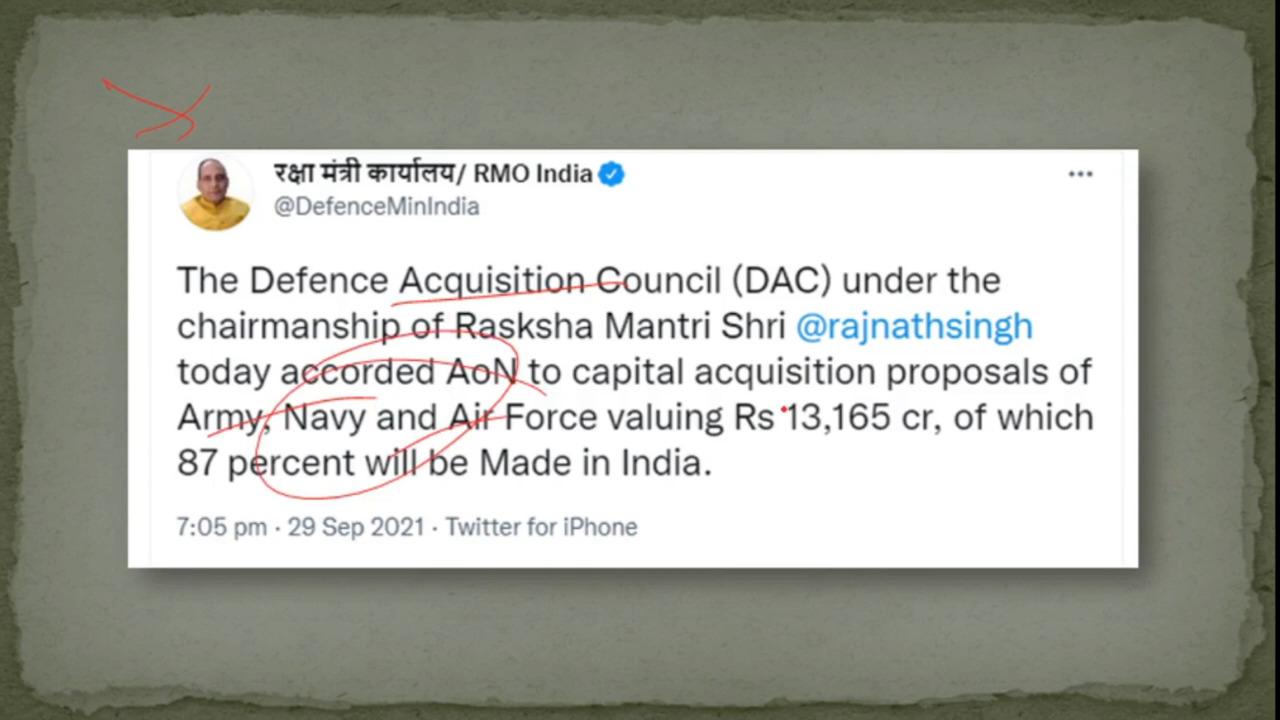 रक्षा मंत्री कार्यालय/ RMO India
@DefenceMinIndia
The Defence Acquisition Council (DAC) under the
chairmanship of Rasksha Mantri Shri @rajnathsingh
today accorded AoN to capital acquisition proposals of
Army, Navy and Air Force valuing Rs 13,165 cr, of which
87 percent will be Made in India.
7:05 pm · 29 Sep 2021 · Twitter for iPhone